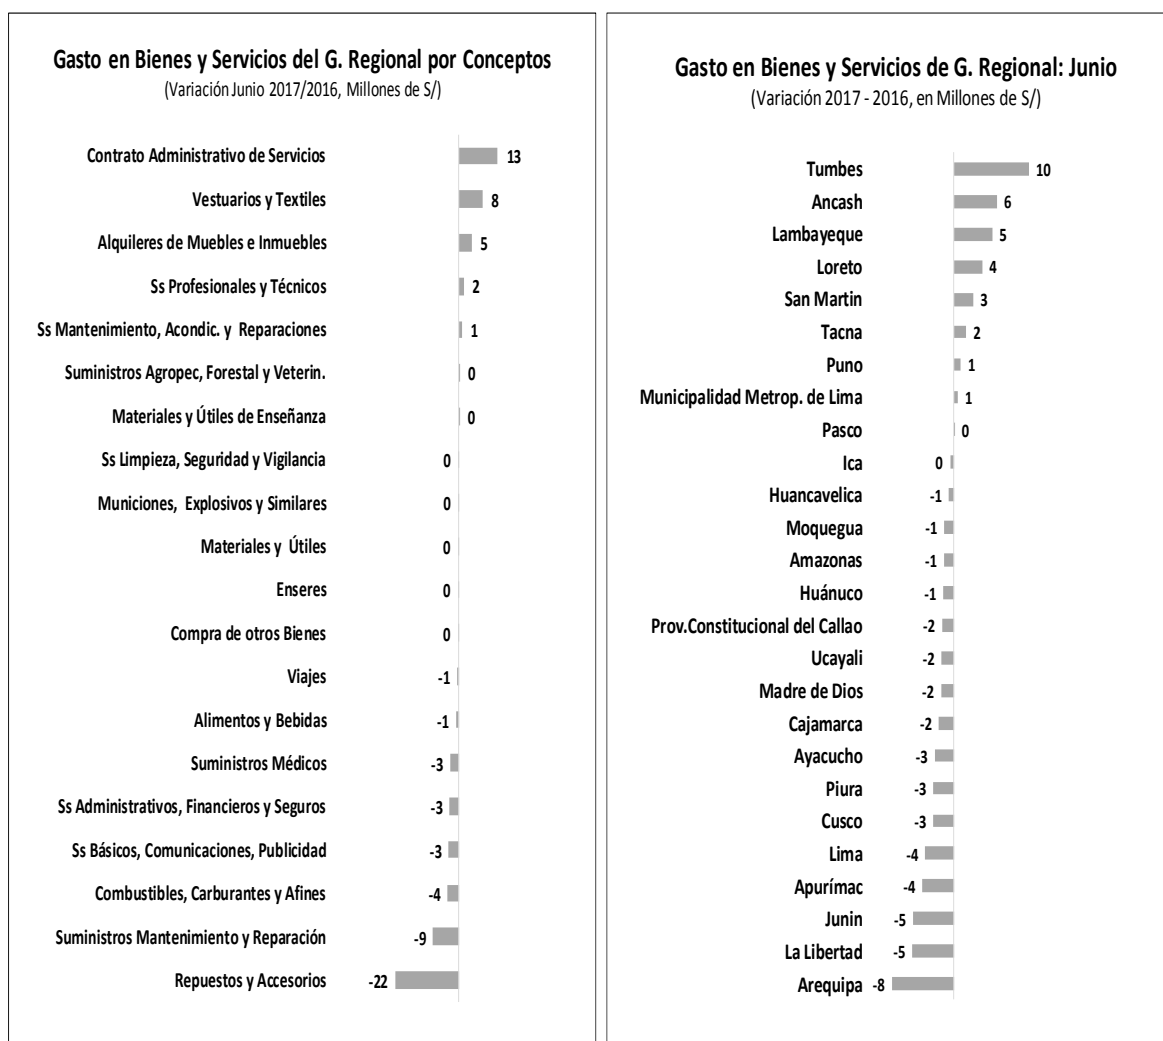 Gasto en Bienes y Servicios del G. Regional por Conceptos
(Variación Junio 2017/2016, Millones de S/)
Contrato Administrativo de Servicios 13
Vestuarios y Textiles 8
Alquileres de Muebles e Inmuebles 5
Ss Profesionales y Técnicos 2
Ss Mantenimiento, Acondic. y Reparaciones 1
Suministros Agropec, Forestal y Veterin. 0
Materiales y Útiles de Enseñanza 0
Ss Limpieza, Seguridad y Vigilancia 0
Municiones, Explosivos y Similares 0
Materiales y Útiles 0
Enseres 0
Compra de otros Bienes 0
Viajes -1
Alimentos y Bebidas -1
Suministros Médicos -3
Ss Administrativos, Financieros y Seguros -3
Ss Básicos, Comunicaciones, Publicidad -3
Combustibles, Carburantes y Afines -4
Suministros Mantenimiento y Reparación -9
Repuestos y Accesorios -22
Gasto en Bienes y Servicios de G. Regional: Junio
(Variación 2017 - 2016, en Millones de S/)
Tumbes 10
Ancash 6
Lambayeque 5
Loreto 4
San Martin 3
Tacna 2
Puno 1
Municipalidad Metrop. de Lima 1
Pasco 0
Ica 0
Huancavelica -1
Moquegua -1
Amazonas -1
Huánuco -1
Prov.Constitucional del Callao -2
Ucayali -2
Madre de Dios -2
Cajamarca -2
Ayacucho -3
Piura -3
Cusco -3
Lima -4
Apurímac -4
Junin -5
La Libertad -5
Arequipa -8